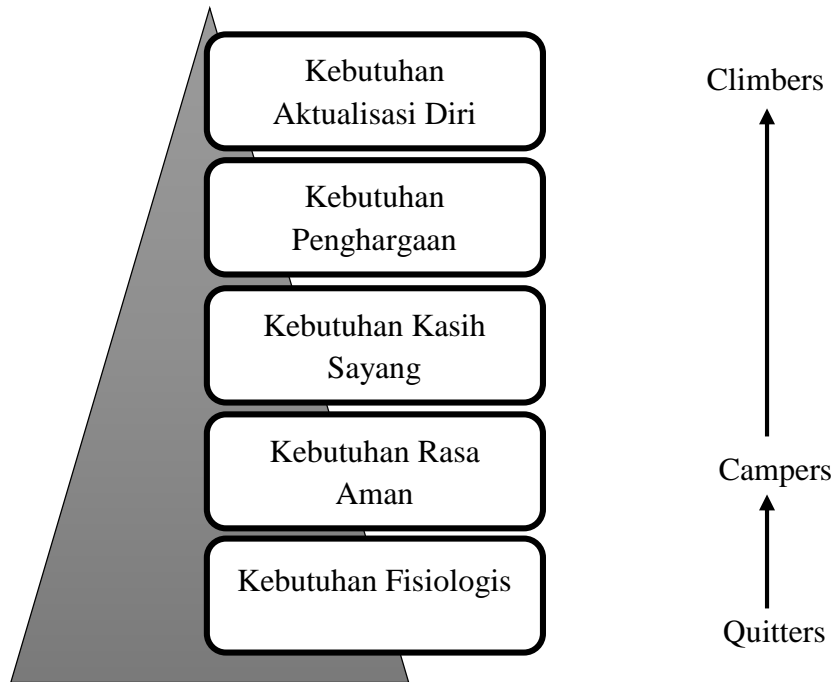 Kebutuhan
Aktualisasi Diri
Climbers
Kebutuhan
Penghargaan
Kebutuhan Kasih
Sayang
Kebutuhan Rasa
Aman
Campers
Kebutuhan Fisiologis
Quitters